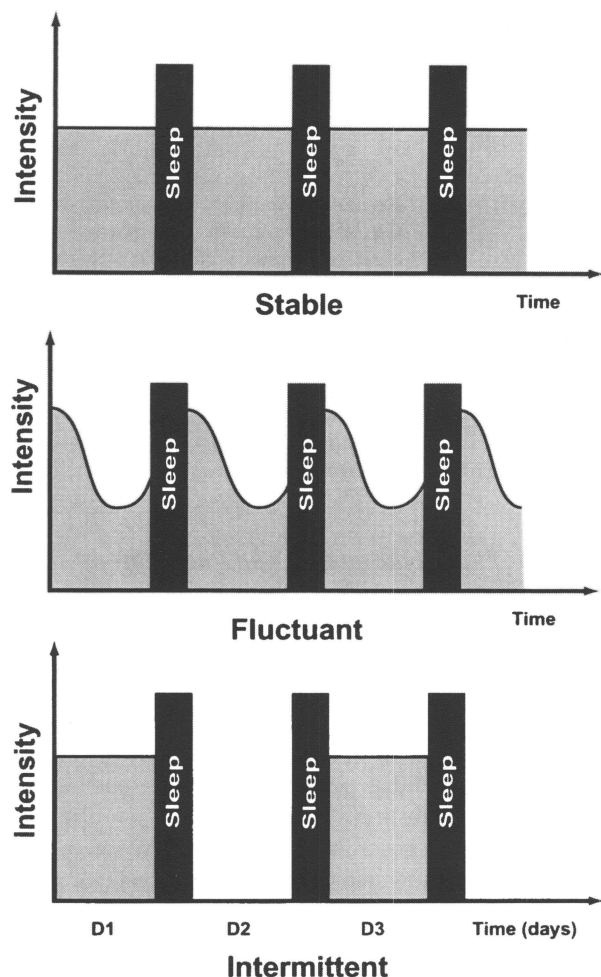 Intensity
Sleep
Sleep
Sleep
Stable
Time
Intensity
Sleep
Sleep
Sleep
Fluctuant
Time
Intensity
Sleep
Sleep
Sleep
D1 D2 D3 Time (days)
Intermittent